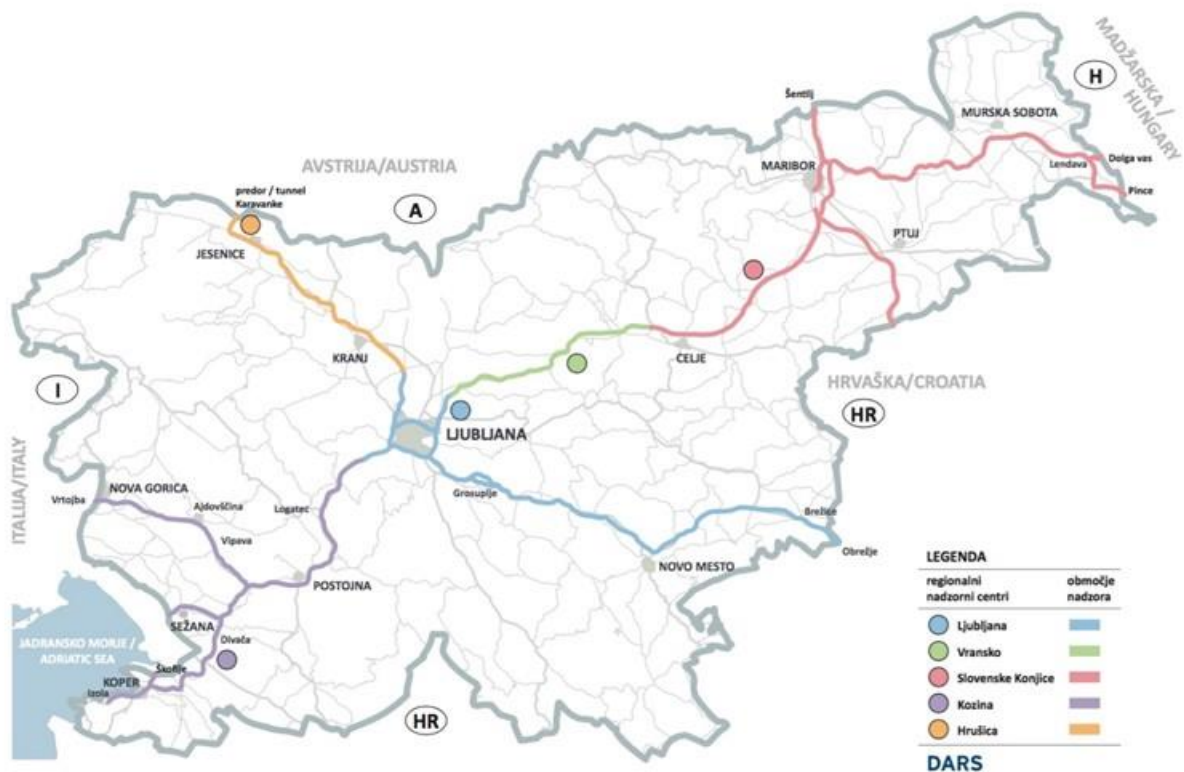 Šentilj
MURSKA SOBOTA
H
MADŽARSKA /
HUNGARY
MARIBOR
Lendava
Dolga vas
Pince
AVSTRIJA/AUSTRIA
A
predor / tunnel
Karavanke
JESENICE
PTUJ
KRANJ
CELJE
I
HRVAŠKA/CROATIA
HR
LJUBLJANA
ITALIJA/ITALY
Vrtojba
NOVA GORICA
Ajdovščina
Logatec
Grosuplje
Vipava
Brežice
Obrežje
POSTOJNA
NOVO MESTO
SEŽANA
Divača
JADRANSKO MORJE /
ADRIATIC SEA
Škofije
KOPER
Izola
HR
LEGENDA
regionalni
nadzorni centri
območje
nadzora
Ljubljana
Vransko
Slovenske Konjice
Kozina
Hrušica
DARS